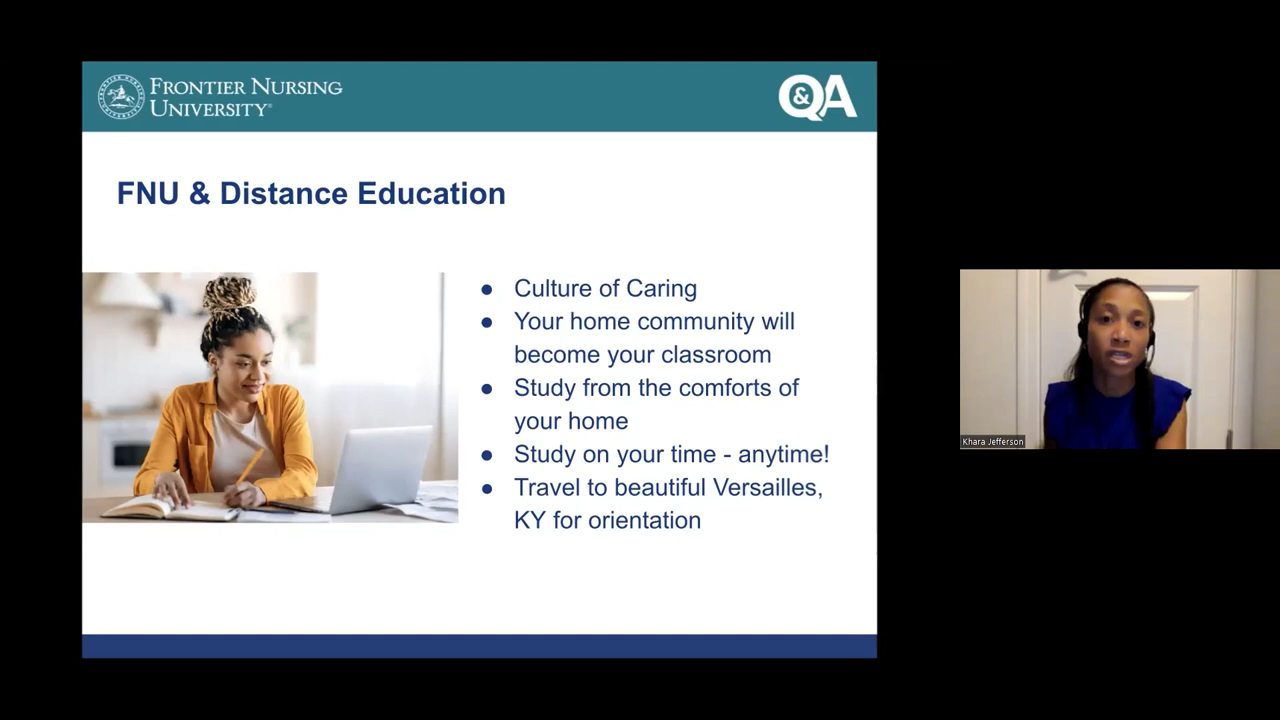 FRONTIER NURSING
UNIVERSITY®
Q&A
FNU & Distance Education
● Culture of Caring
● Your home community will
become your classroom
● Study from the comforts of
your home
● Study on your time - anytime!
● Travel to beautiful Versailles,
KY for orientation
Khara Jefferson